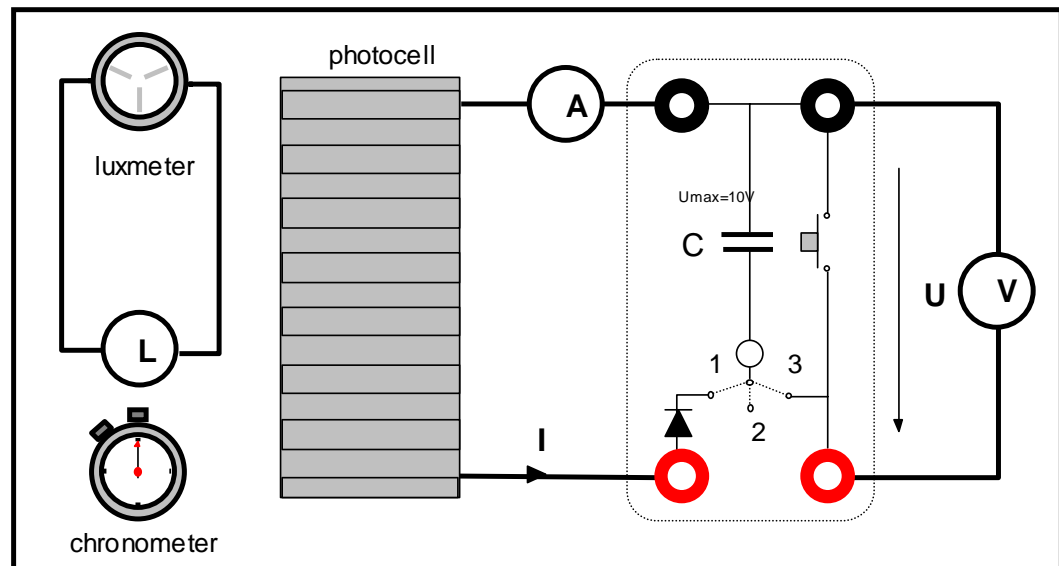 photocell
A
luxmeter
Umax=10V
C
U
V
L
1
3
2
I
chronometer